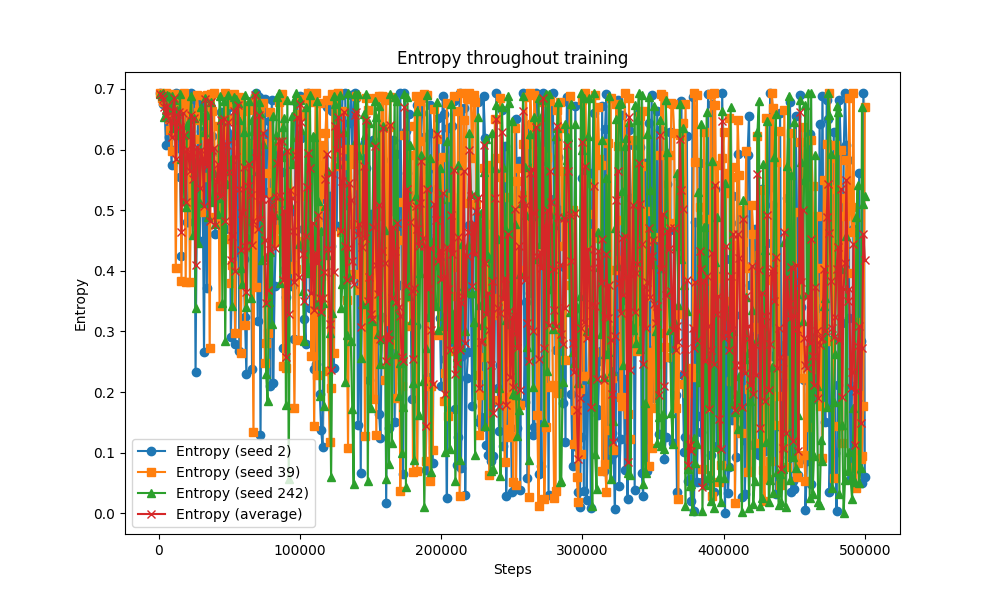 Entropy throughout training
Entropy
0.7
0.6
0.5
0.4
0.3
0.2
0.1
0.0
Entropy (seed 2)
Entropy (seed 39)
Entropy (seed 242)
Entropy (average)
0 100000 200000 300000 400000 500000
Steps